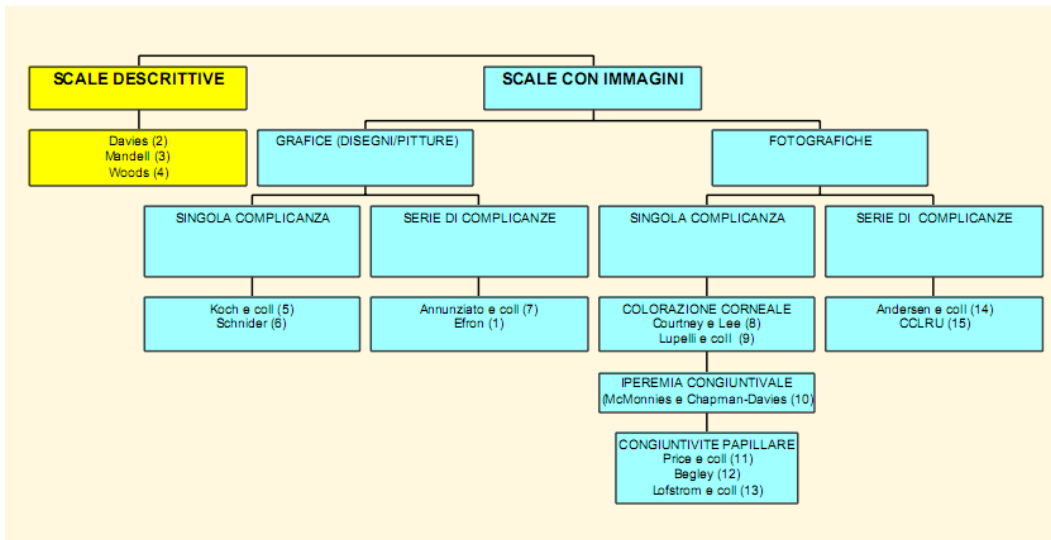 SCALE DESCRITTIVE
SCALE CON IMMAGINI
Davies (2)
Mandell (3)
Woods (4)
GRAFICE (DISEGNI/PITTURE)
FOTOGRAFICHE
SINGOLA COMPLICANZA
SERIE DI COMPLICANZE
SINGOLA COMPLICANZA
SERIE DI COMPLICANZE
Koch e coll (5)
Schnider (6)
Annunziato e coll (7)
Efron (1)
COLORAZIONE CORNEALE
Courtney e Lee (8)
Lupelli e coll (9)
Andersen e coll (14)
CCLRU (15)
IPEREMIA CONGIUNTIVALE
(McMonnies e Chapman-Davies (10)
CONGIUNTIVITE PAPILLARE
Price e coll (11)
Begley (12)
Lofstrom e coll (13)